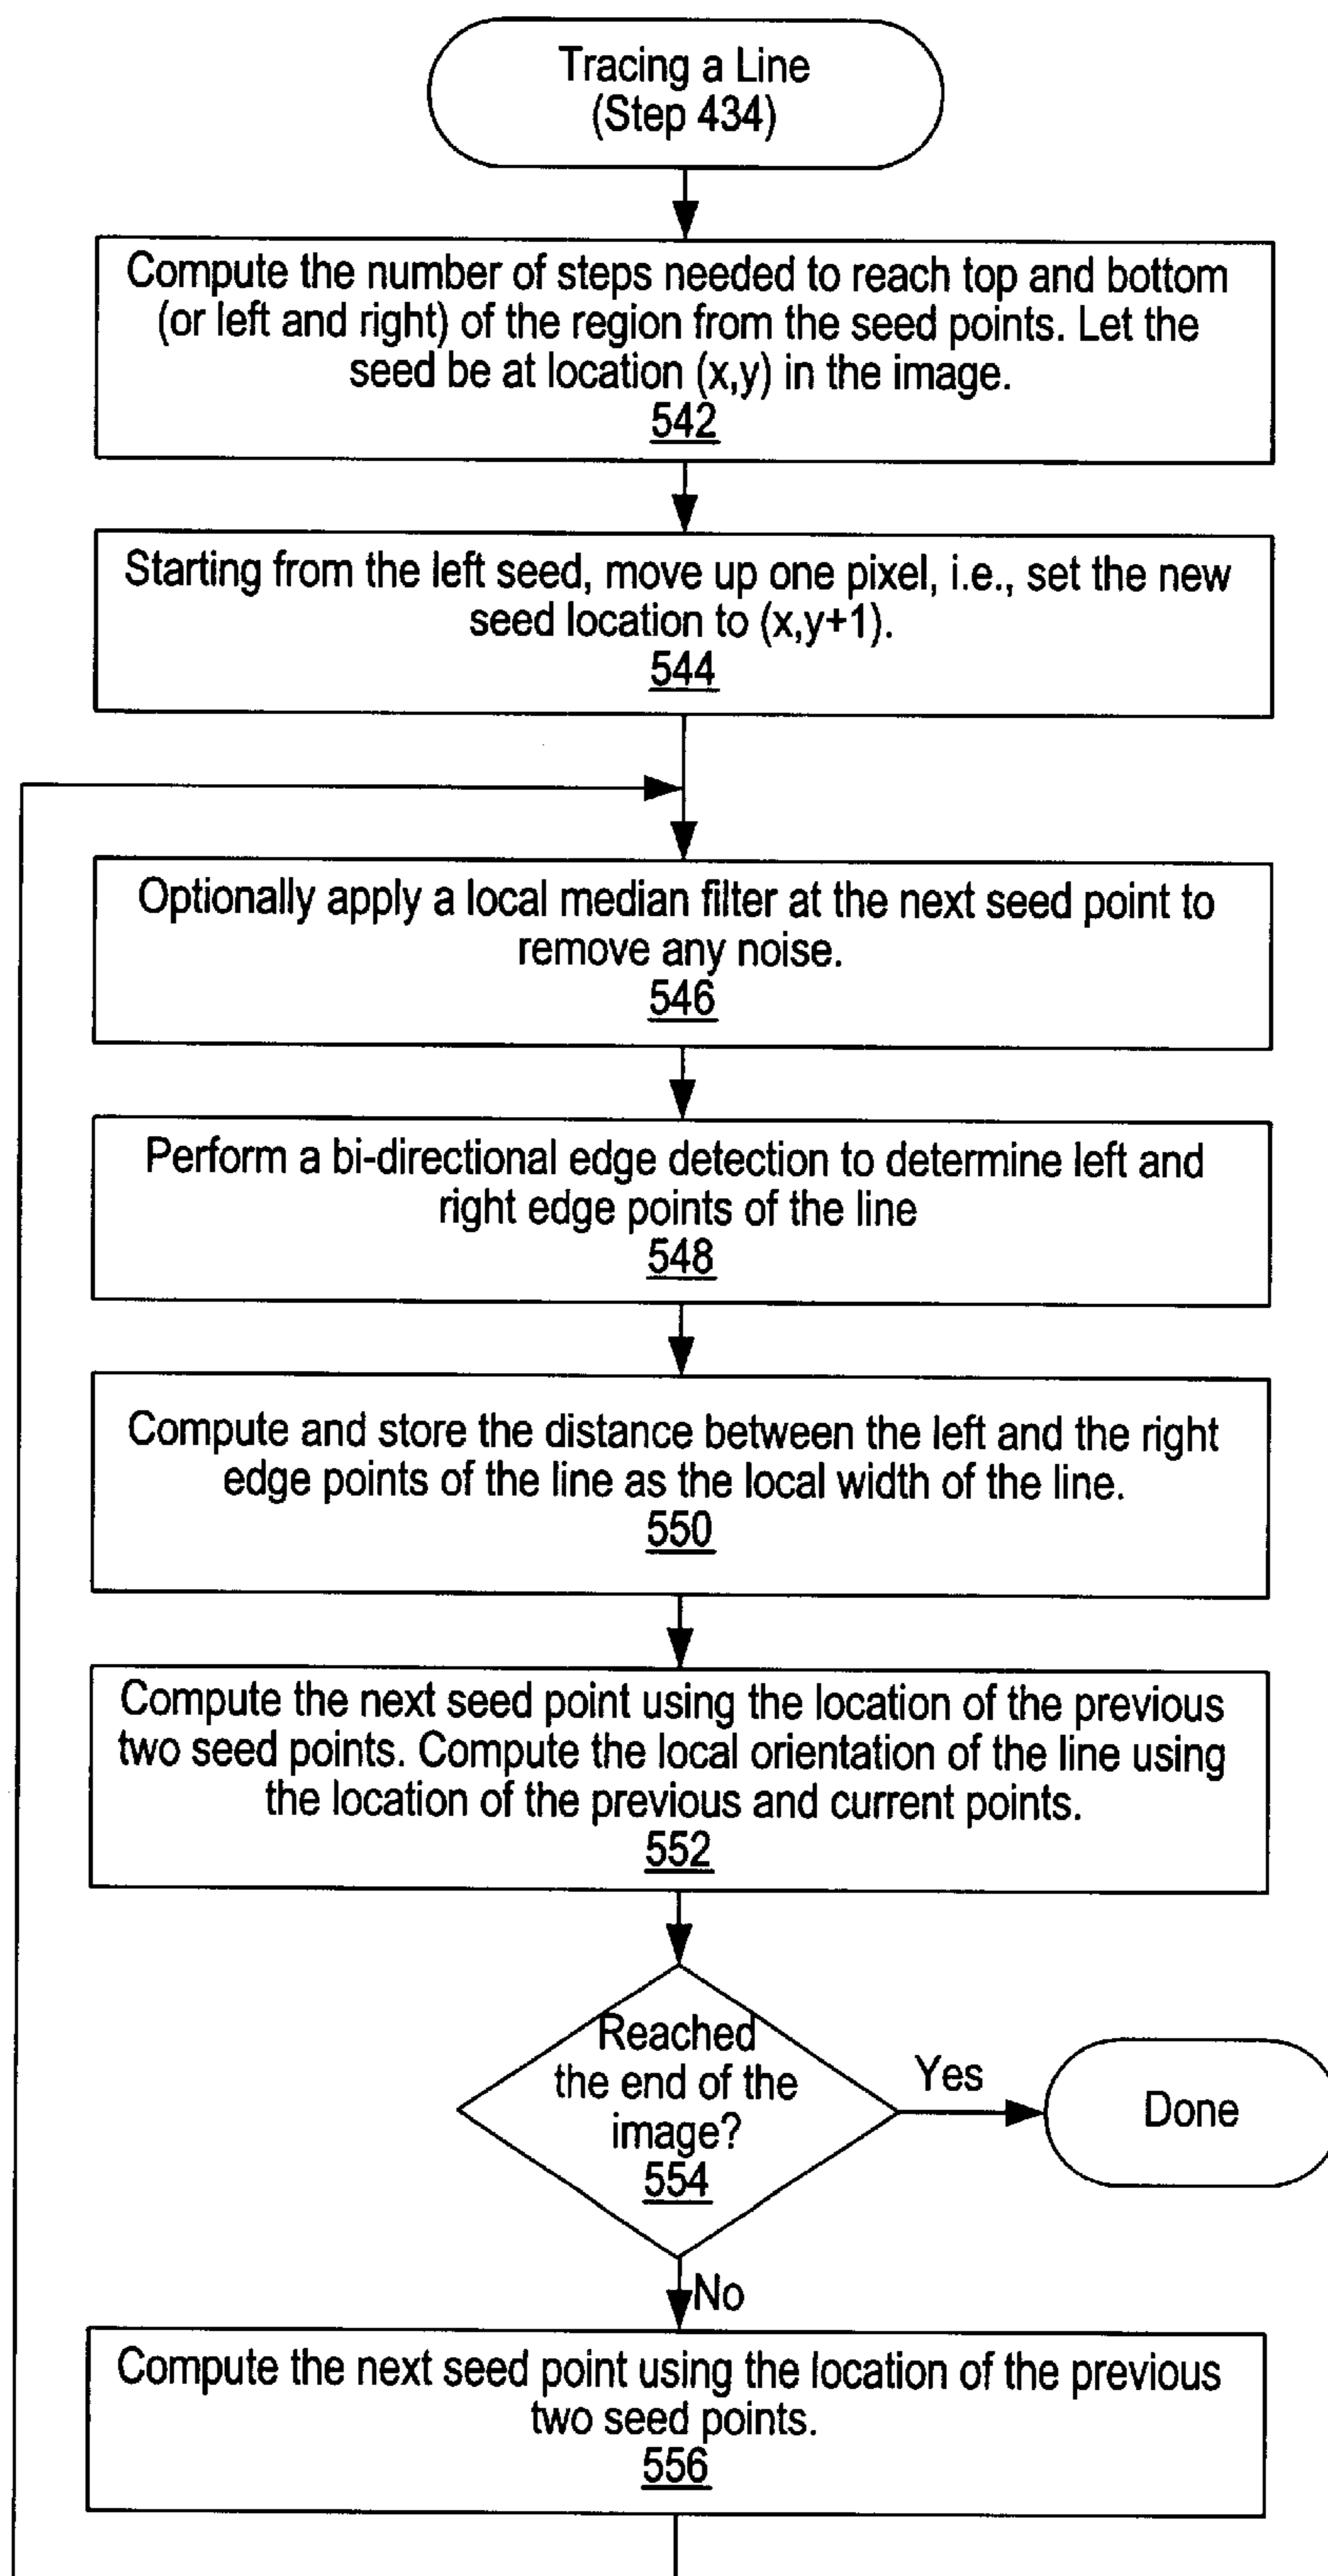 Tracing a Line
(Step 434)
Compute the number of steps needed to reach top and bottom
(or left and right) of the region from the seed points. Let the
seed be at location (x,y) in the image.
542
Starting from the left seed, move up one pixel, i.e., set the new
seed location to (x,y+1).
544
Optionally apply a local median filter at the next seed point to
remove any noise.
546
Perform a bi-directional edge detection to determine left and
right edge points of the line
548
Compute and store the distance between the left and the right
edge points of the line as the local width of the line.
550
Compute the next seed point using the location of the previous
two seed points. Compute the local orientation of the line using
the location of the previous and current points.
552
Reached
the end of the
image?
554
Yes
Done
No
Compute the next seed point using the location of the previous
two seed points.
556